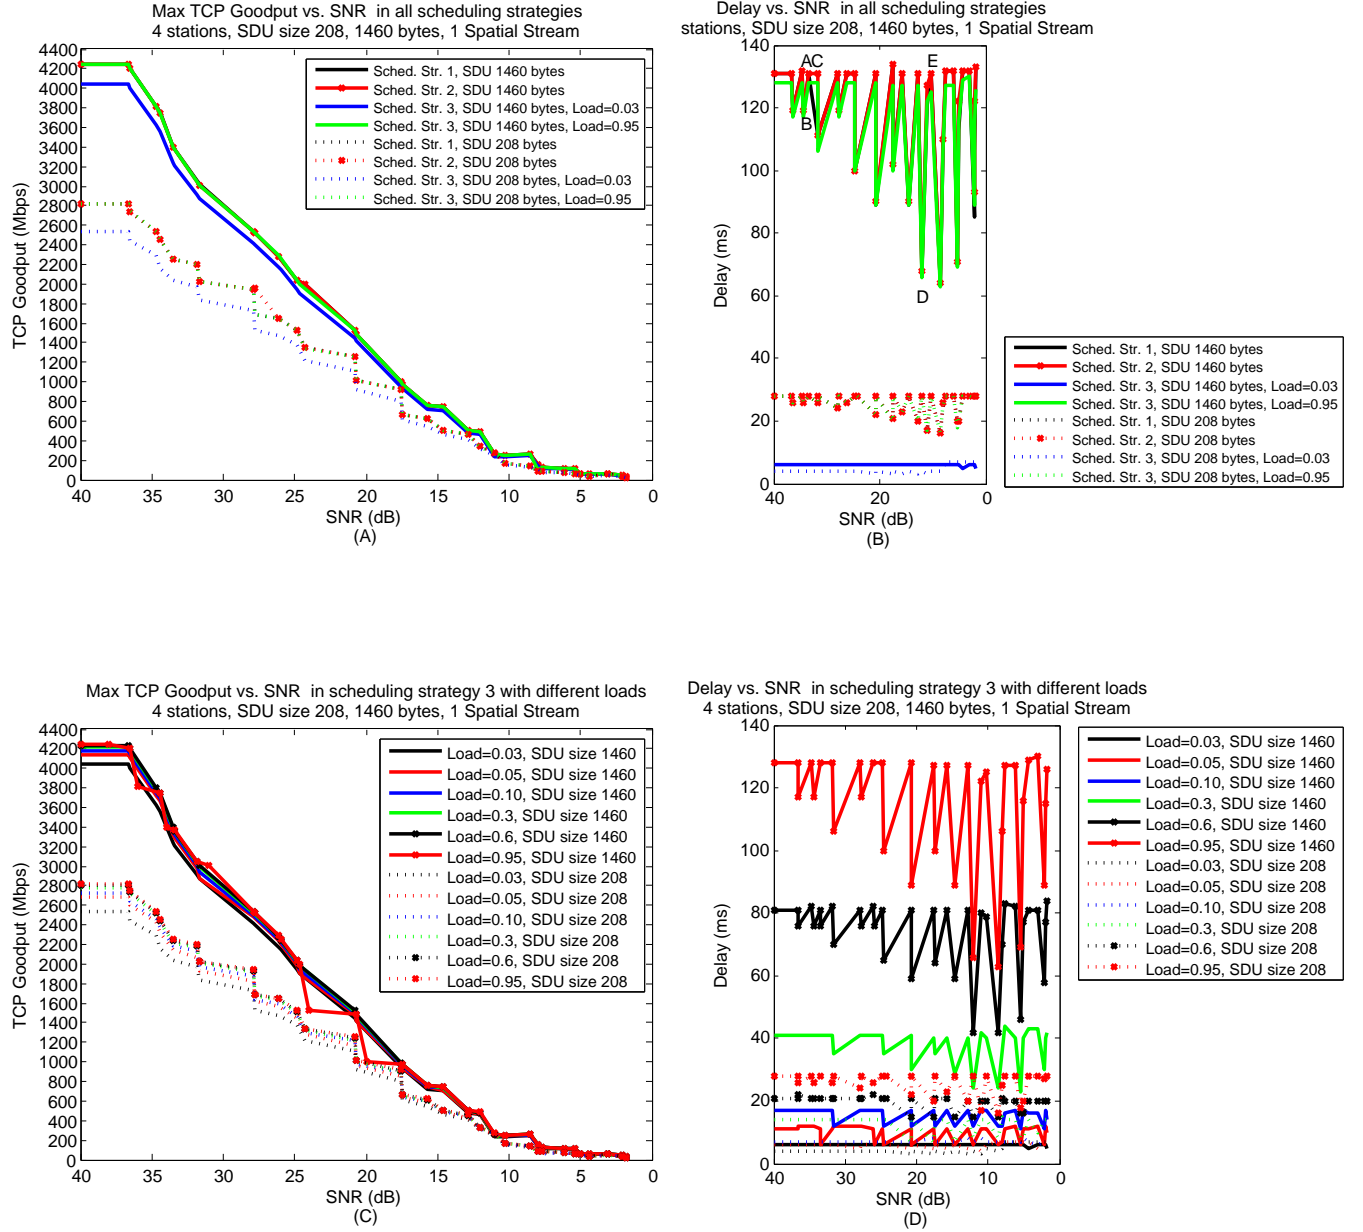 Max TCP Goodput vs. SNR in all scheduling strategies
4 stations, SDU size 208, 1460 bytes, 1 Spatial Stream
4400
4200
4000
3800
3600
3400
3200
3000
2800
2600
2400
2200
2000
1800
1600
1400
1200
1000
800
600
400
200
0
TCP Goodput (Mbps)
Sched. Str. 1, SDU 1460 bytes
Sched. Str. 2, SDU 1460 bytes
Sched. Str. 3, SDU 1460 bytes, Load=0.03
Sched. Str. 3, SDU 1460 bytes, Load=0.95
Sched. Str. 1, SDU 208 bytes
Sched. Str. 2, SDU 208 bytes
Sched. Str. 3, SDU 208 bytes, Load=0.03
Sched. Str. 3, SDU 208 bytes, Load=0.95
40 35 30 25 20 15 10 5 0
SNR (dB)
(A)
Delay vs. SNR in all scheduling strategies
stations, SDU size 208, 1460 bytes, 1 Spatial Stream
140
120
100
80
60
40
20
0
Delay (ms)
AC
B
E
D
Sched. Str. 1, SDU 1460 bytes
Sched. Str. 2, SDU 1460 bytes
Sched. Str. 3, SDU 1460 bytes, Load=0.03
Sched. Str. 3, SDU 1460 bytes, Load=0.95
Sched. Str. 1, SDU 208 bytes
Sched. Str. 2, SDU 208 bytes
Sched. Str. 3, SDU 208 bytes, Load=0.03
Sched. Str. 3, SDU 208 bytes, Load=0.95
40 20 0
SNR (dB)
(B)
Max TCP Goodput vs. SNR in scheduling strategy 3 with different loads
4 stations, SDU size 208, 1460 bytes, 1 Spatial Stream
4400
4200
4000
3800
3600
3400
3200
3000
2800
2600
2400
2200
2000
1800
1600
1400
1200
1000
800
600
400
200
0
TCP Goodput (Mbps)
Load=0.03, SDU size 1460
Load=0.05, SDU size 1460
Load=0.10, SDU size 1460
Load=0.3, SDU size 1460
Load=0.6, SDU size 1460
Load=0.95, SDU size 1460
Load=0.03, SDU size 208
Load=0.05, SDU size 208
Load=0.10, SDU size 208
Load=0.3, SDU size 208
Load=0.6, SDU size 208
Load=0.95, SDU size 208
40 35 30 25 20 15 10 5 0
SNR (dB)
(C)
Delay vs. SNR in scheduling strategy 3 with different loads
4 stations, SDU size 208, 1460 bytes, 1 Spatial Stream
140
120
100
80
60
40
20
0
Delay (ms)
Load=0.03, SDU size 1460
Load=0.05, SDU size 1460
Load=0.10, SDU size 1460
Load=0.3, SDU size 1460
Load=0.6, SDU size 1460
Load=0.95, SDU size 1460
Load=0.03, SDU size 208
Load=0.05, SDU size 208
Load=0.10, SDU size 208
Load=0.3, SDU size 208
Load=0.6, SDU size 208
Load=0.95, SDU size 208
40 30 20 10 0
SNR (dB)
(D)